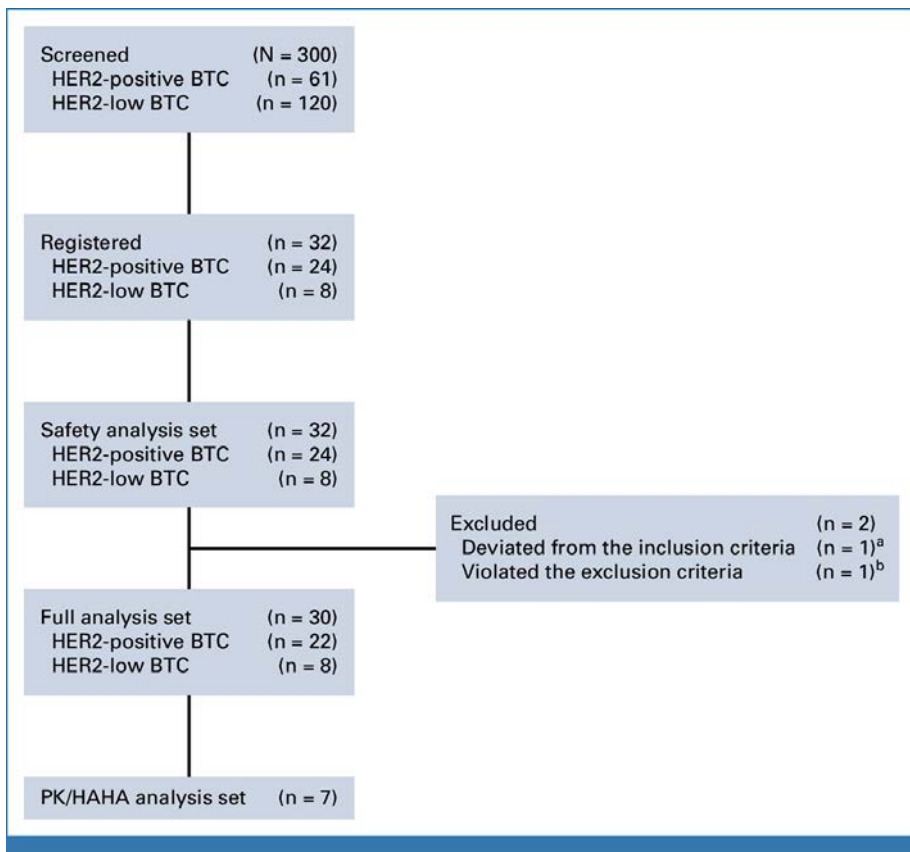 Screened (N = 300)
HER2-positive BTC (n = 61)
HER2-low BTC (n = 120)
Registered (n = 32)
HER2-positive BTC (n = 24)
HER2-low BTC (n = 8)
Safety analysis set (n = 32)
HER2-positive BTC (n = 24)
HER2-low BTC (n = 8)
Excluded (n = 2)
Deviated from the inclusion criteria (n = 1)a
Violated the exclusion criteria (n = 1)b
Full analysis set (n = 30)
HER2-positive BTC (n = 22)
HER2-low BTC (n = 8)
PK/HAHA analysis set (n = 7)